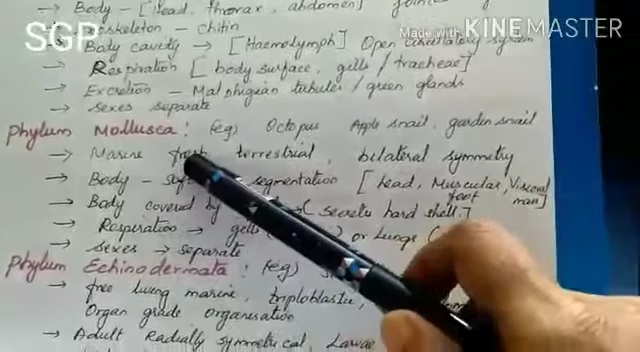 → Body - [Head, thorax, abdomen]
Exoskeleton - chitin
SGP
Made with KINEMASTER
→ Body cavity → [Haemolymph] Open circulatory system
→ Respiration [body surface, gills / tracheae]
→ Excretion - Malphigian tubules / green glands
→ sexes separate
Phylum Mollusca : (eg) Octopus Apple snail, garden snail
→ Marine fresh terrestrial, bilateral symmetry
→ Body - segmentation [head, Muscular foot, Visceral mass]
→ Body covered by (secrets hard shell.]
→ Respiration → gills ( ) or Lungs (
→ sexes → separate
Phylum Echinodermata : (eg)
→ free living marine, triploblastic,
Organ grade organisation
→ Adult Radially symmetrical Larvae